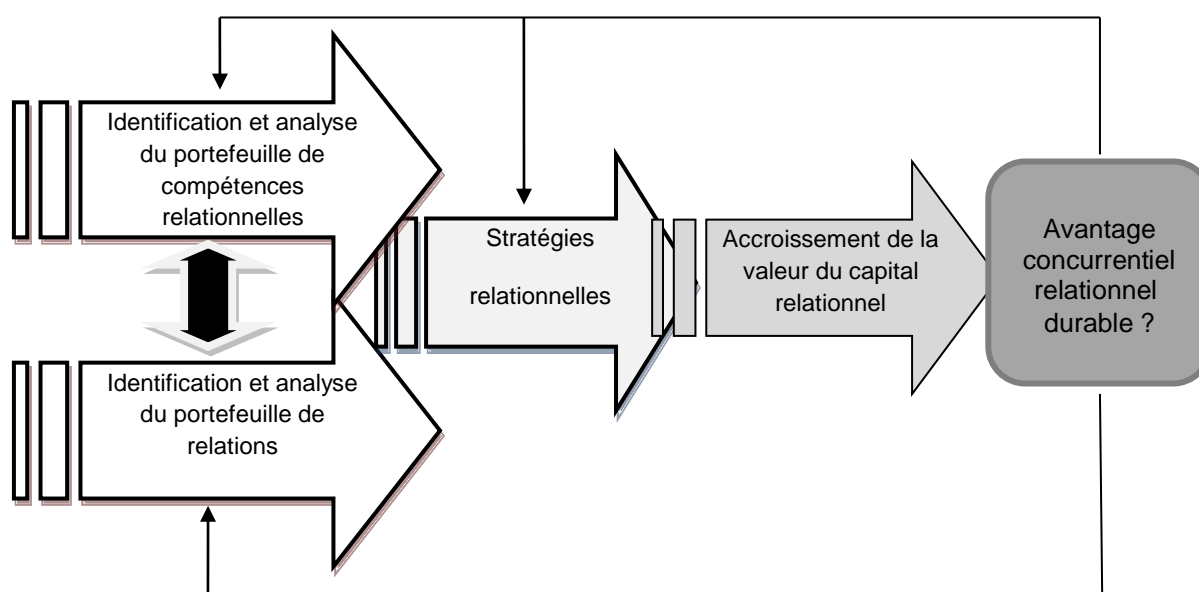 Identification et analyse
du portefeuille de
compétences
relationnelles
Identification et analyse
du portefeuille de
relations
Stratégies
relationnelles
Accroissement de la
valeur du capital
relationnel
Avantage
concurrentiel
relationnel
durable ?